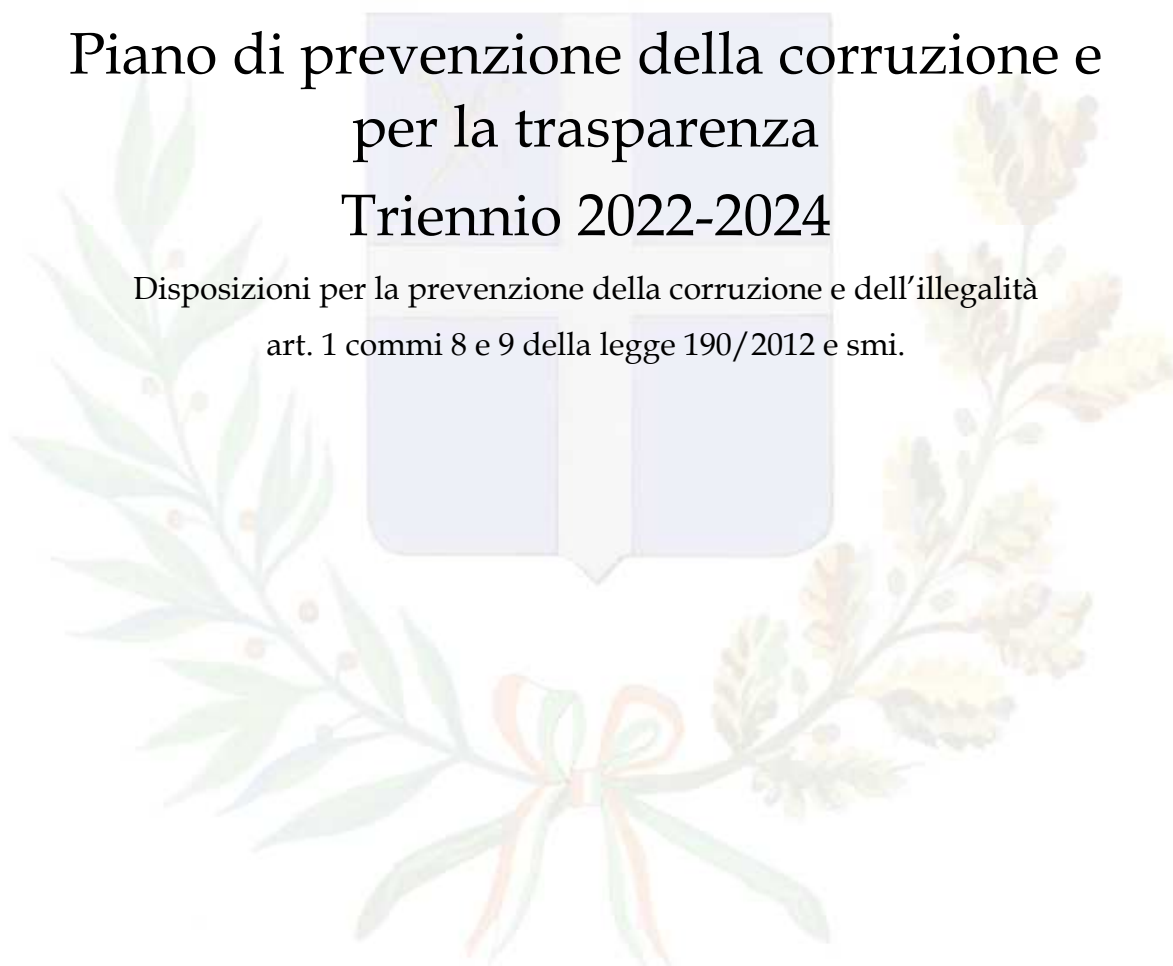 Piano di prevenzione della corruzione e
per la trasparenza
Triennio 2022-2024
Disposizioni per la prevenzione della corruzione e dell’illegalità
art. 1 commi 8 e 9 della legge 190/2012 e smi.